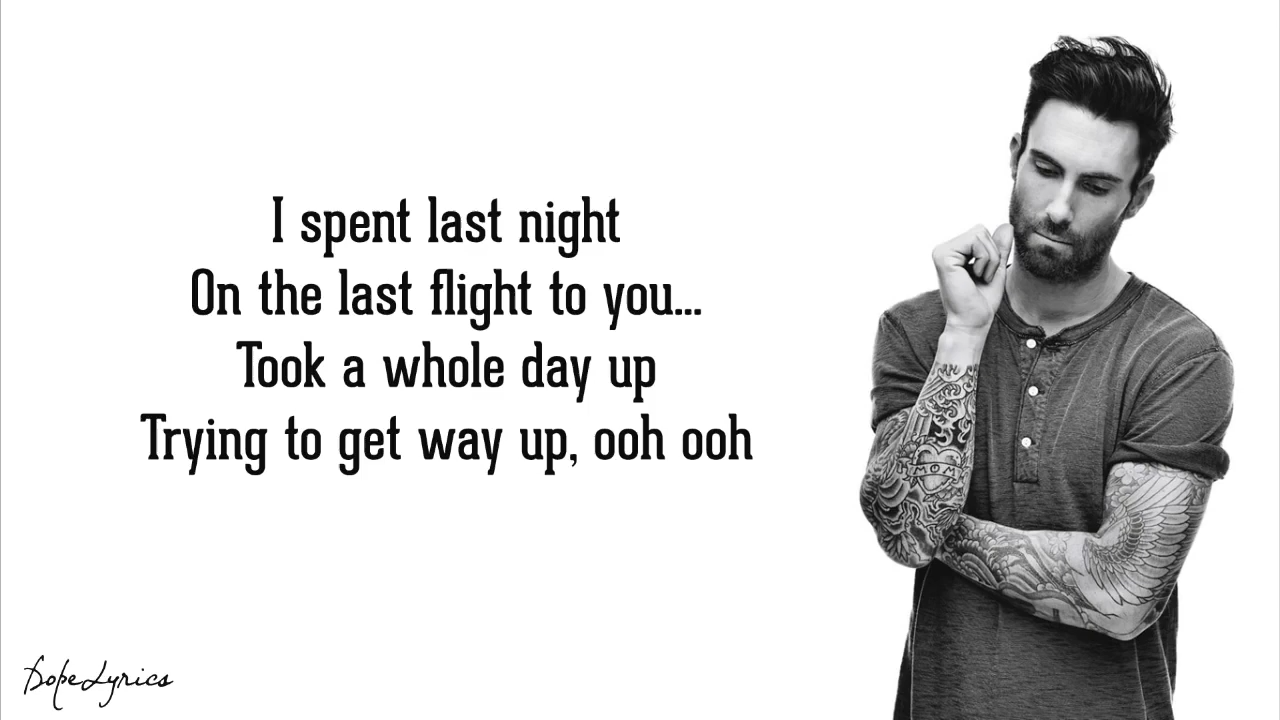 I spent last night
On the last flight to you...
Took a whole day up
Trying to get way up, ooh ooh
MOM
DopeLyrics